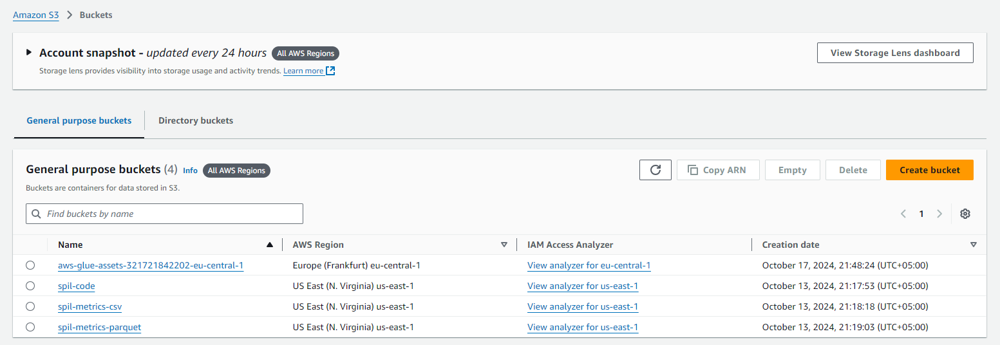 Amazon S3 > Buckets
Account snapshot - updated every 24 hours All AWS Regions View Storage Lens dashboard
Storage lens provides visibility into storage usage and activity trends. Learn more
General purpose buckets Directory buckets
General purpose buckets (4) Info All AWS Regions Copy ARN Empty Delete Create bucket
Buckets are containers for data stored in S3.
Find buckets by name 1
Name AWS Region IAM Access Analyzer Creation date
aws-glue-assets-321721842202-eu-central-1 Europe (Frankfurt) eu-central-1 View analyzer for eu-central-1 October 17, 2024, 21:48:24 (UTC+05:00)
spil-code US East (N. Virginia) us-east-1 View analyzer for us-east-1 October 13, 2024, 21:17:53 (UTC+05:00)
spil-metrics-csv US East (N. Virginia) us-east-1 View analyzer for us-east-1 October 13, 2024, 21:18:18 (UTC+05:00)
spil-metrics-parquet US East (N. Virginia) us-east-1 View analyzer for us-east-1 October 13, 2024, 21:19:03 (UTC+05:00)